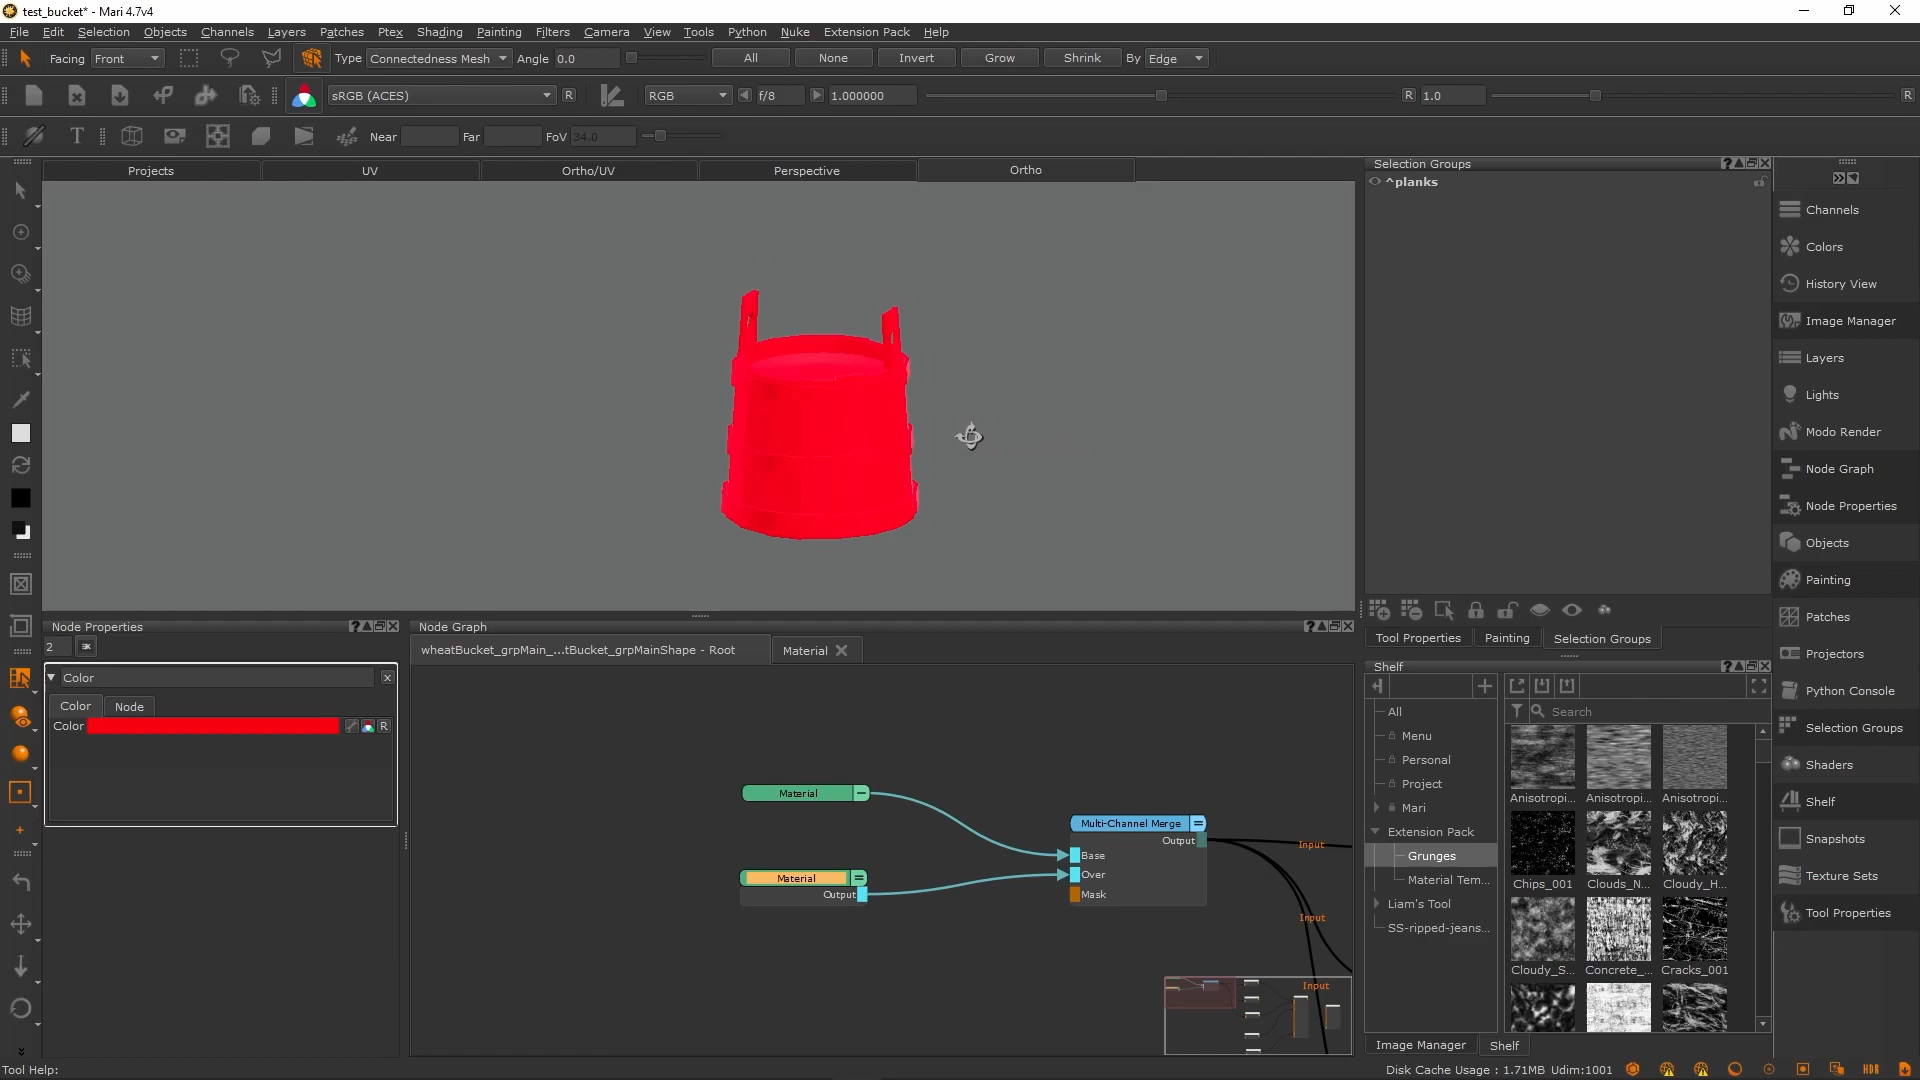 test_bucket* - Mari 4.7v4
File Edit Selection Objects Channels Layers Patches Ptex Shading Painting Filters Camera View Tools Python Nuke Extension Pack Help
Facing Front Type Connectedness Mesh Angle 0.0 All None Invert Grow Shrink By Edge
sRGB (ACES) R RGB f/8 1.000000 R 1.0 R
T Near Far FoV 34.0
Projects UV Ortho/UV Perspective Ortho
Selection Groups
^planks
Channels
Colors
History View
Image Manager
Layers
Lights
Modo Render
Node Graph
Node Properties
Objects
Painting
Patches
Projectors
Python Console
Selection Groups
Shaders
Shelf
Snapshots
Texture Sets
Tool Properties
Tool Properties Painting Selection Groups
Node Properties
2
Color
Color Node
Color R
Node Graph
wheatBucket_grpMain_...tBucket_grpMainShape - Root Material
Material
Material
Output
Multi-Channel Merge
Output
Base
Over
Mask
Input
Input
Input
Shelf
Search
All
Menu
Personal
Project
Mari
Extension Pack
Grunges
Material Tem...
Liam's Tool
SS-ripped-jeans...
Anisotropi... Anisotropi... Anisotropi...
Chips_001 Clouds_N... Cloudy_H...
Cloudy_S... Concrete_... Cracks_001
Image Manager Shelf
Tool Help:
Disk Cache Usage : 1.71MB Udim:1001
HDR